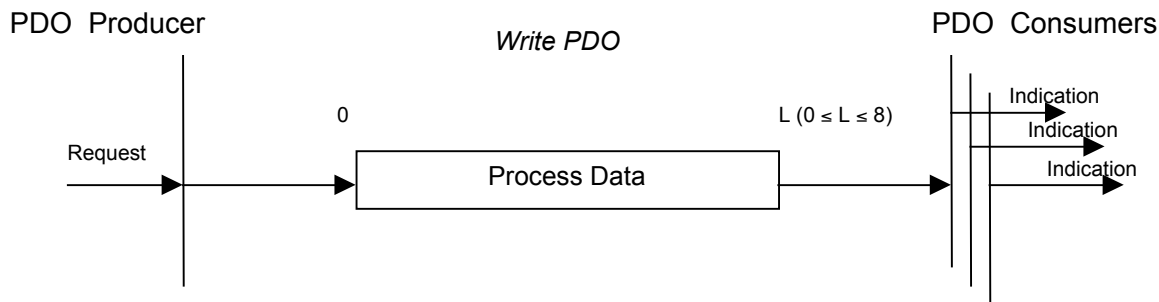 PDO Producer
Write PDO
PDO Consumers
0
L (0 ≤ L ≤ 8)
Indication
Indication
Request
Process Data
Indication